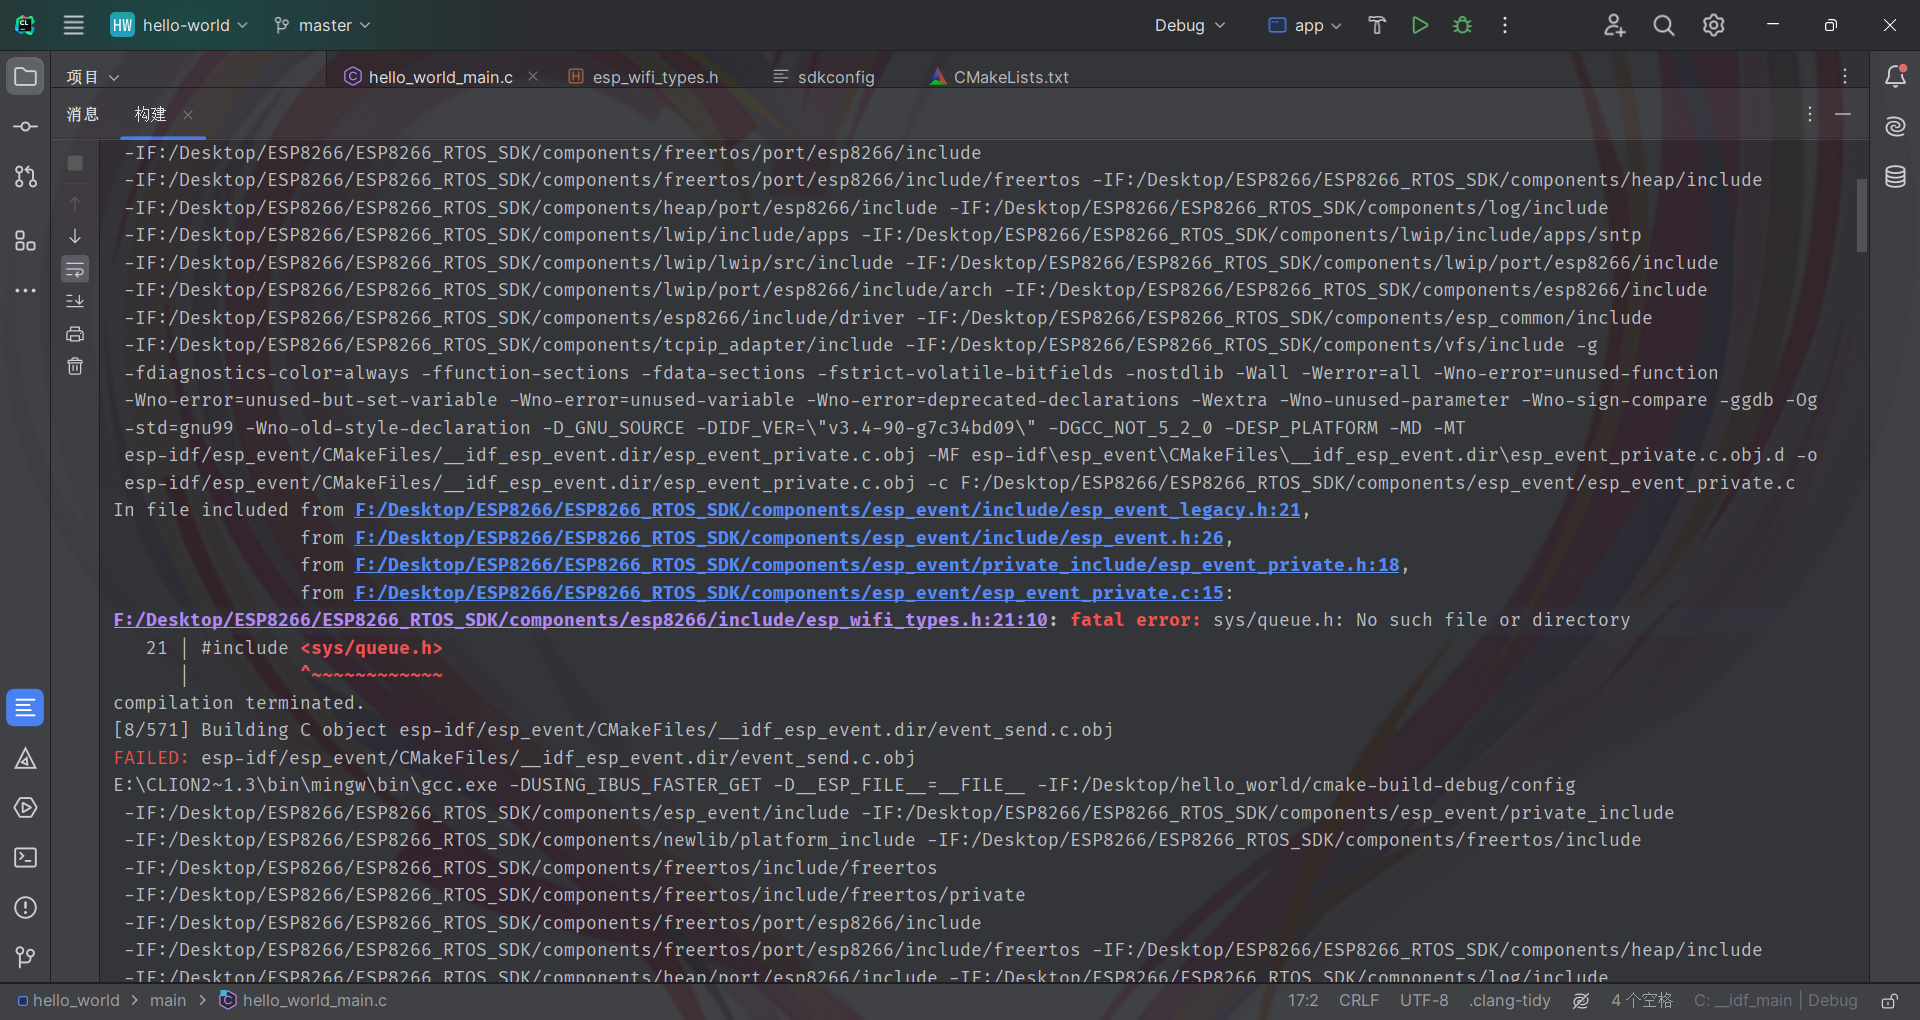 CL
HW hello-world master Debug app
项目 hello_world_main.c esp_wifi_types.h sdkconfig CMakeLists.txt
消息 构建
-IF:/Desktop/ESP8266/ESP8266_RTOS_SDK/components/freertos/port/esp8266/include
-IF:/Desktop/ESP8266/ESP8266_RTOS_SDK/components/freertos/port/esp8266/include/freertos -IF:/Desktop/ESP8266/ESP8266_RTOS_SDK/components/heap/include
-IF:/Desktop/ESP8266/ESP8266_RTOS_SDK/components/heap/port/esp8266/include -IF:/Desktop/ESP8266/ESP8266_RTOS_SDK/components/log/include
-IF:/Desktop/ESP8266/ESP8266_RTOS_SDK/components/lwip/include/apps -IF:/Desktop/ESP8266/ESP8266_RTOS_SDK/components/lwip/include/apps/sntp
-IF:/Desktop/ESP8266/ESP8266_RTOS_SDK/components/lwip/lwip/src/include -IF:/Desktop/ESP8266/ESP8266_RTOS_SDK/components/lwip/port/esp8266/include
-IF:/Desktop/ESP8266/ESP8266_RTOS_SDK/components/lwip/port/esp8266/include/arch -IF:/Desktop/ESP8266/ESP8266_RTOS_SDK/components/esp8266/include
-IF:/Desktop/ESP8266/ESP8266_RTOS_SDK/components/esp8266/include/driver -IF:/Desktop/ESP8266/ESP8266_RTOS_SDK/components/esp_common/include
-IF:/Desktop/ESP8266/ESP8266_RTOS_SDK/components/tcpip_adapter/include -IF:/Desktop/ESP8266/ESP8266_RTOS_SDK/components/vfs/include -g
-fdiagnostics-color=always -ffunction-sections -fdata-sections -fstrict-volatile-bitfields -nostdlib -Wall -Werror=all -Wno-error=unused-function
-Wno-error=unused-but-set-variable -Wno-error=unused-variable -Wno-error=deprecated-declarations -Wextra -Wno-unused-parameter -Wno-sign-compare -ggdb -Og
-std=gnu99 -Wno-old-style-declaration -D_GNU_SOURCE -DIDF_VER=\"v3.4-90-g7c34bd09\" -DGCC_NOT_5_2_0 -DESP_PLATFORM -MD -MT
esp-idf/esp_event/CMakeFiles/__idf_esp_event.dir/esp_event_private.c.obj -MF esp-idf\esp_event\CMakeFiles\__idf_esp_event.dir\esp_event_private.c.obj.d -o
esp-idf/esp_event/CMakeFiles/__idf_esp_event.dir/esp_event_private.c.obj -c F:/Desktop/ESP8266/ESP8266_RTOS_SDK/components/esp_event/esp_event_private.c
In file included from F:/Desktop/ESP8266/ESP8266_RTOS_SDK/components/esp_event/include/esp_event_legacy.h:21,
from F:/Desktop/ESP8266/ESP8266_RTOS_SDK/components/esp_event/include/esp_event.h:26,
from F:/Desktop/ESP8266/ESP8266_RTOS_SDK/components/esp_event/private_include/esp_event_private.h:18,
from F:/Desktop/ESP8266/ESP8266_RTOS_SDK/components/esp_event/esp_event_private.c:15:
F:/Desktop/ESP8266/ESP8266_RTOS_SDK/components/esp8266/include/esp_wifi_types.h:21:10: fatal error: sys/queue.h: No such file or directory
21 | #include <sys/queue.h>
| ^~~~~~~~~~~~~
compilation terminated.
[8/571] Building C object esp-idf/esp_event/CMakeFiles/__idf_esp_event.dir/event_send.c.obj
FAILED: esp-idf/esp_event/CMakeFiles/__idf_esp_event.dir/event_send.c.obj
E:\CLION2~1.3\bin\mingw\bin\gcc.exe -DUSING_IBUS_FASTER_GET -D__ESP_FILE__=__FILE__ -IF:/Desktop/hello_world/cmake-build-debug/config
-IF:/Desktop/ESP8266/ESP8266_RTOS_SDK/components/esp_event/include -IF:/Desktop/ESP8266/ESP8266_RTOS_SDK/components/esp_event/private_include
-IF:/Desktop/ESP8266/ESP8266_RTOS_SDK/components/newlib/platform_include -IF:/Desktop/ESP8266/ESP8266_RTOS_SDK/components/freertos/include
-IF:/Desktop/ESP8266/ESP8266_RTOS_SDK/components/freertos/include/freertos
-IF:/Desktop/ESP8266/ESP8266_RTOS_SDK/components/freertos/include/freertos/private
-IF:/Desktop/ESP8266/ESP8266_RTOS_SDK/components/freertos/port/esp8266/include
-IF:/Desktop/ESP8266/ESP8266_RTOS_SDK/components/freertos/port/esp8266/include/freertos -IF:/Desktop/ESP8266/ESP8266_RTOS_SDK/components/heap/include
-IF:/Desktop/ESP8266/ESP8266_RTOS_SDK/components/heap/port/esp8266/include -IF:/Desktop/ESP8266/ESP8266_RTOS_SDK/components/log/include
hello_world > main > hello_world_main.c 17:2 CRLF UTF-8 .clang-tidy 4 个空格 C: __idf_main | Debug